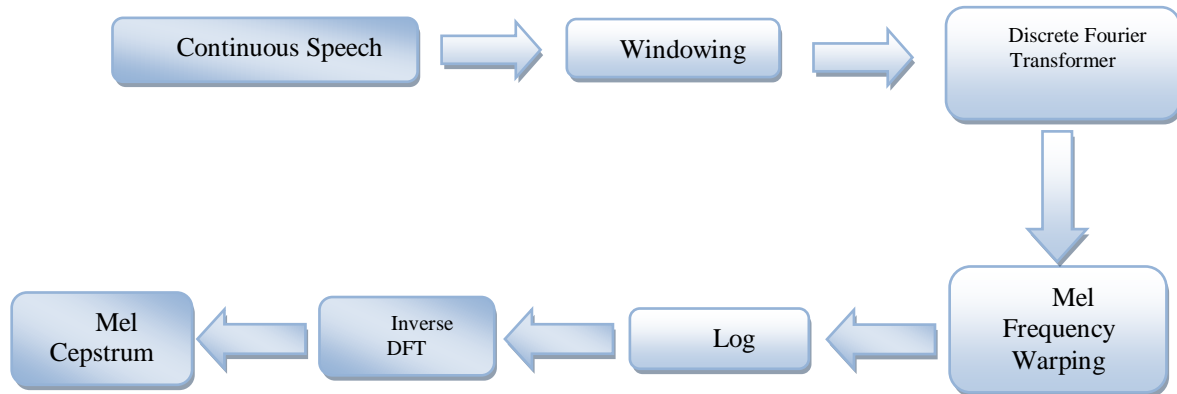 Continuous Speech
Windowing
Discrete Fourier
Transformer
Mel
Frequency
Warping
Log
Inverse
DFT
Mel
Cepstrum